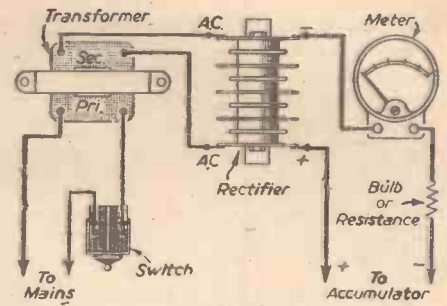 Transformer
A.C.
Meter
Sec.
Pri.
A.C.
+
Rectifier
Bulb
or
Resistance
Switch
To
Mains
+
To
Accumulator
−